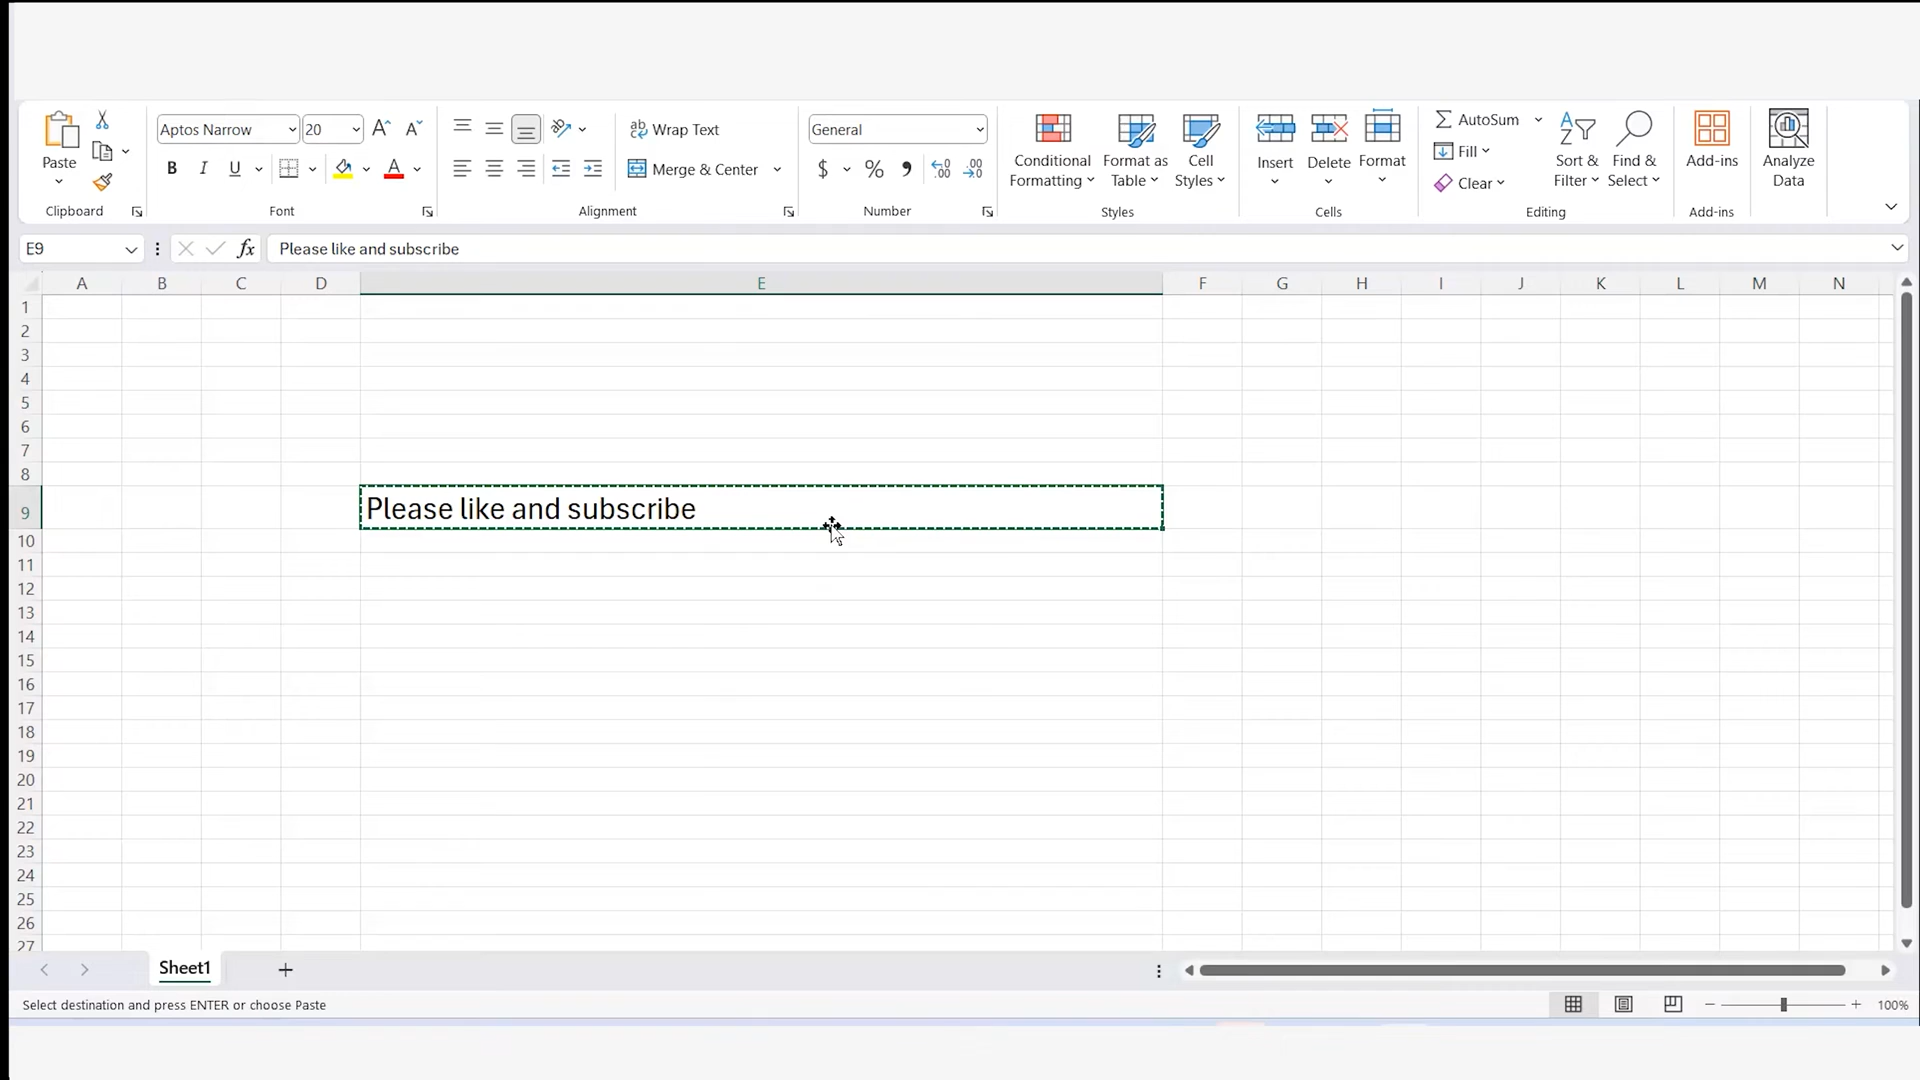 Paste
Clipboard
Aptos Narrow 20 A A
B I U A
Font
ab Wrap Text
Merge & Center
Alignment
General
$ % , .00
Number
Conditional Formatting
Format as Table
Cell Styles
Styles
Insert Delete Format
Cells
AutoSum
Fill
Clear
Sort & Filter
Find & Select
Editing
Add-ins
Add-ins
Analyze Data
E9 fx Please like and subscribe
A B C D E F G H I J K L M N
1
2
3
4
5
6
7
8
9 Please like and subscribe
10
11
12
13
14
15
16
17
18
19
20
21
22
23
24
25
26
27
Sheet1 +
Select destination and press ENTER or choose Paste 100%